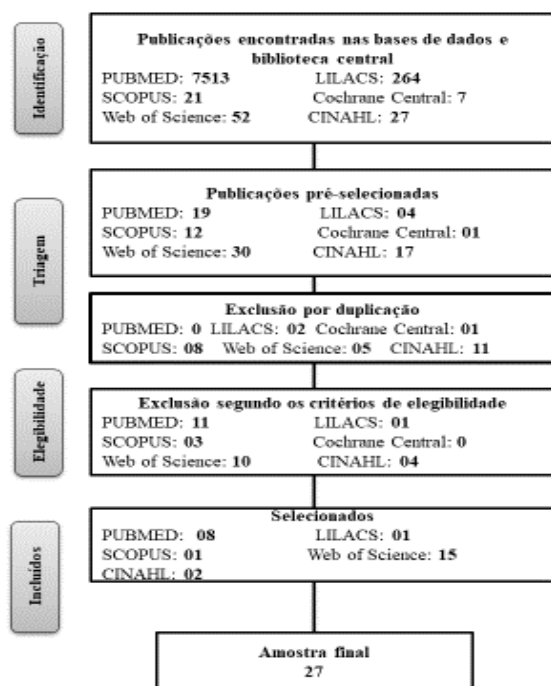 Identificação
Publicações encontradas nas bases de dados e
biblioteca central
PUBMED: 7513 LILACS: 264
SCOPUS: 21 Cochrane Central: 7
Web of Science: 52 CINAHL: 27
Triagem
Publicações pré-selecionadas
PUBMED: 19 LILACS: 04
SCOPUS: 12 Cochrane Central: 01
Web of Science: 30 CINAHL: 17
Exclusão por duplicação
PUBMED: 0 LILACS: 02 Cochrane Central: 01
SCOPUS: 08 Web of Science: 05 CINAHL: 11
Elegibilidade
Exclusão segundo os critérios de elegibilidade
PUBMED: 11 LILACS: 01
SCOPUS: 03 Cochrane Central: 0
Web of Science: 10 CINAHL: 04
Incluídos
Selecionados
PUBMED: 08 LILACS: 01
SCOPUS: 01 Web of Science: 15
CINAHL: 02
Amostra final
27